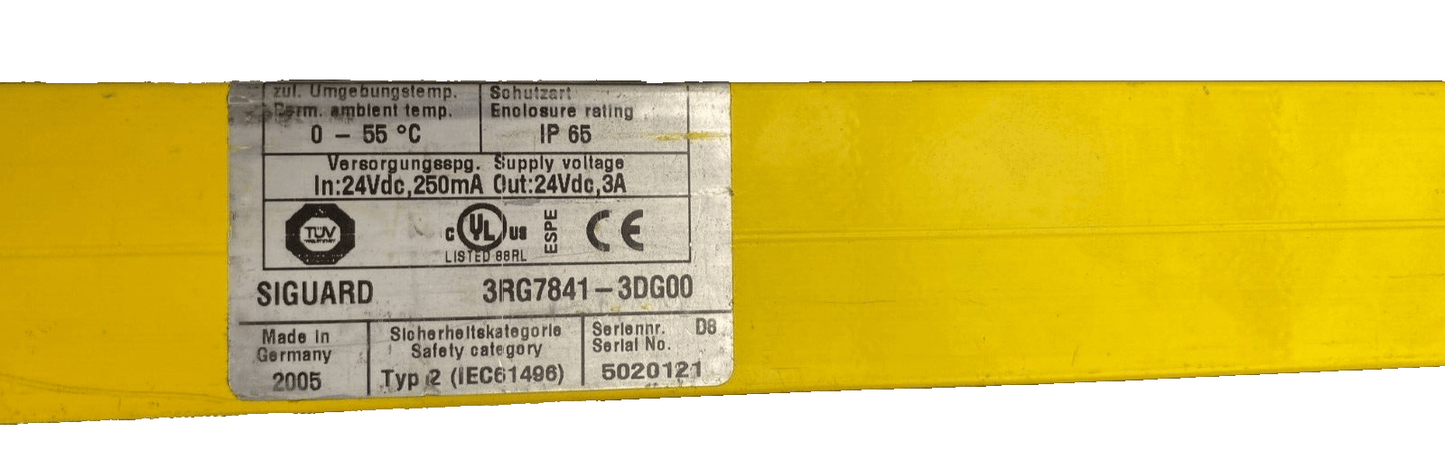 zul. Umgebungstemp.
Perm. ambient temp.
0 – 55 °C
Schutzart
Enclosure rating
IP 65
Versorgungsspg. Supply voltage
In:24Vdc,250mA Out:24Vdc,3A
TÜV
c UL us
LISTED 88RL
ESPE
CE
SIGUARD 3RG7841–3DG00
Made in
Germany
2005
Sicherheitskategorie
Safety category
Typ 2 (IEC61496)
Seriennr. D8
Serial No.
5020121